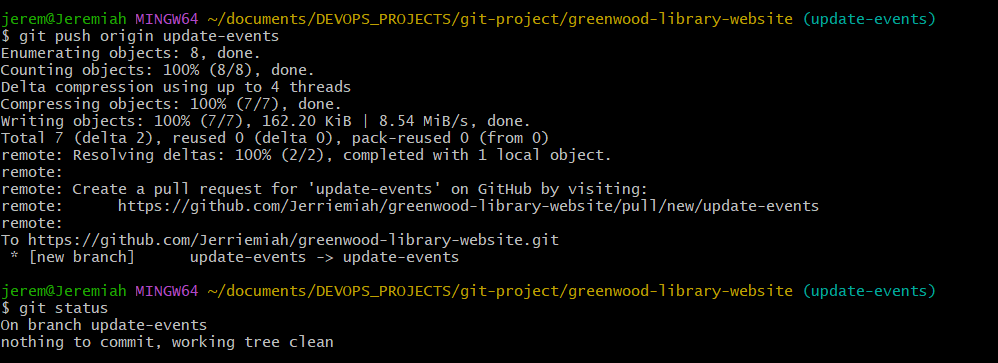 jerem@Jeremiah MINGW64 ~/documents/DEVOPS_PROJECTS/git-project/greenwood-library-website (update-events)
$ git push origin update-events
Enumerating objects: 8, done.
Counting objects: 100% (8/8), done.
Delta compression using up to 4 threads
Compressing objects: 100% (7/7), done.
Writing objects: 100% (7/7), 162.20 KiB | 8.54 MiB/s, done.
Total 7 (delta 2), reused 0 (delta 0), pack-reused 0 (from 0)
remote: Resolving deltas: 100% (2/2), completed with 1 local object.
remote:
remote: Create a pull request for 'update-events' on GitHub by visiting:
remote:      https://github.com/Jerriemiah/greenwood-library-website/pull/new/update-events
remote:
To https://github.com/Jerriemiah/greenwood-library-website.git
 * [new branch]      update-events -> update-events
jerem@Jeremiah MINGW64 ~/documents/DEVOPS_PROJECTS/git-project/greenwood-library-website (update-events)
$ git status
On branch update-events
nothing to commit, working tree clean